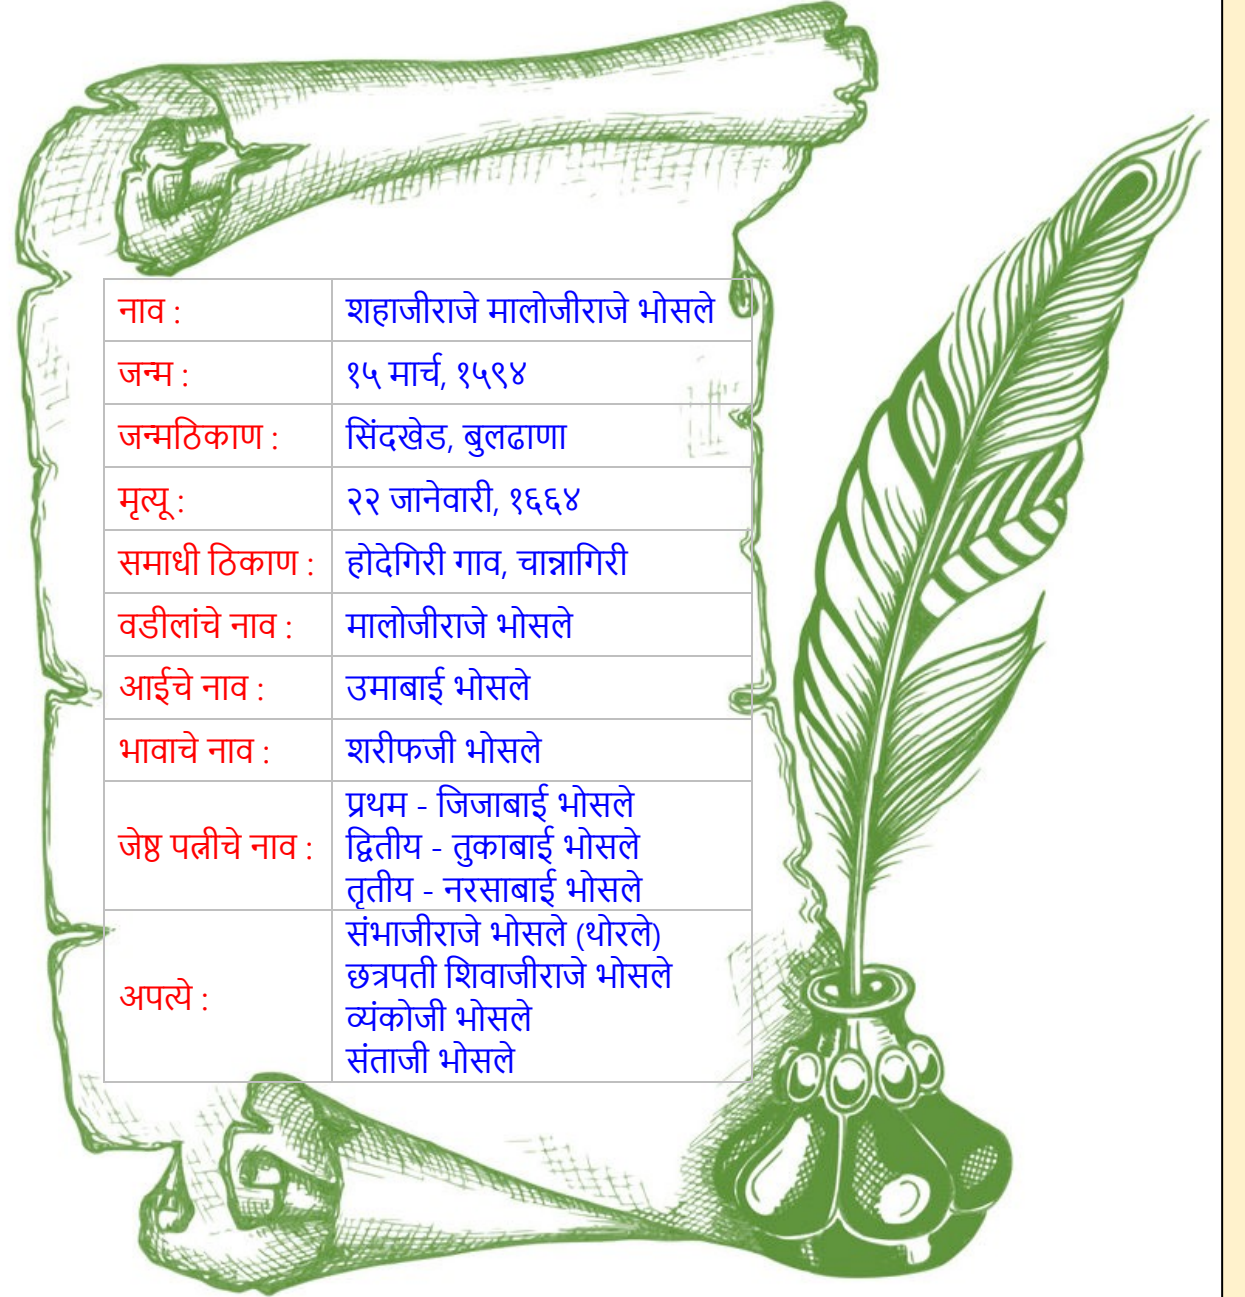 नाव : शहाजीराजे मालोजीराजे भोसले
जन्म : १५ मार्च, १५९४
जन्मठिकाण : सिंदखेड, बुलढाणा
मृत्यू : २२ जानेवारी, १६६४
समाधी ठिकाण : होदेगिरी गाव, चान्नागिरी
वडीलांचे नाव : मालोजीराजे भोसले
आईचे नाव : उमाबाई भोसले
भावाचे नाव : शरीफजी भोसले
जेष्ठ पत्नीचे नाव : प्रथम - जिजाबाई भोसले
द्वितीय - तुकाबाई भोसले
तृतीय - नरसाबाई भोसले
अपत्ये : संभाजीराजे भोसले (थोरले)
छत्रपती शिवाजीराजे भोसले
व्यंकोजी भोसले
संताजी भोसले